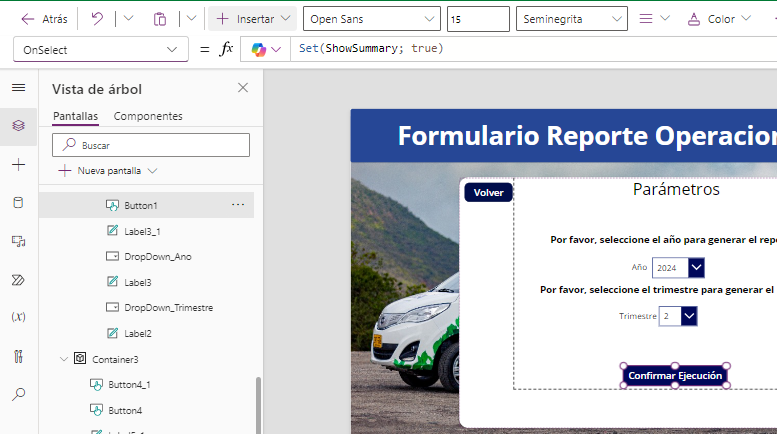 Atrás
Insertar
Open Sans
15
Seminegrita
Color
OnSelect
= fx
Set(ShowSummary; true)
Vista de árbol
Pantallas
Componentes
Buscar
Nueva pantalla
Button1
Label3_1
DropDown_Ano
Label3
DropDown_Trimestre
Label2
Container3
Button4_1
Button4
Formulario Reporte Operacion
Volver
Parámetros
Por favor, seleccione el año para generar el repo
Año 2024
Por favor, seleccione el trimestre para generar el
Trimestre 2
Confirmar Ejecución